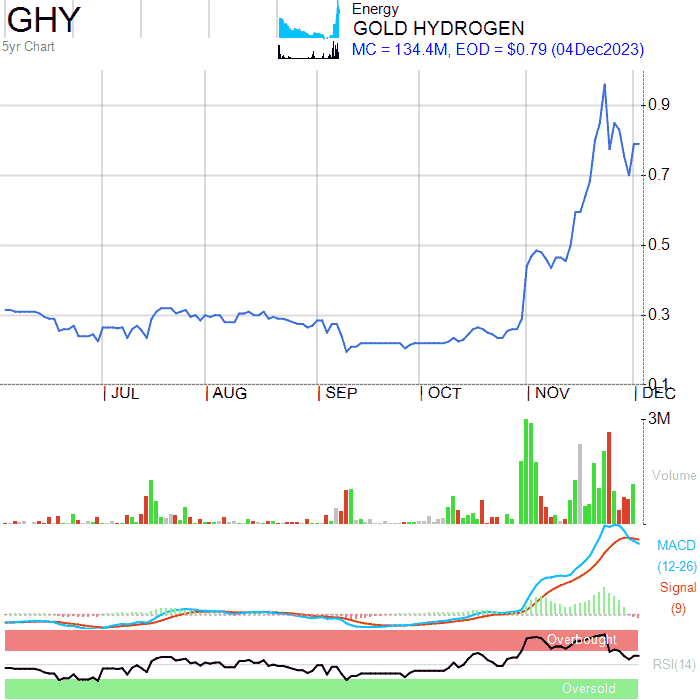 GHY
5yr Chart
Energy
GOLD HYDROGEN
MC = 134.4M, EOD = $0.79 (04Dec2023)
0.9
0.7
0.5
0.3
0.1
JUL AUG SEP OCT NOV DEC
3M
Volume
MACD
(12-26)
Signal
(9)
Overbought
RSI(14)
Oversold